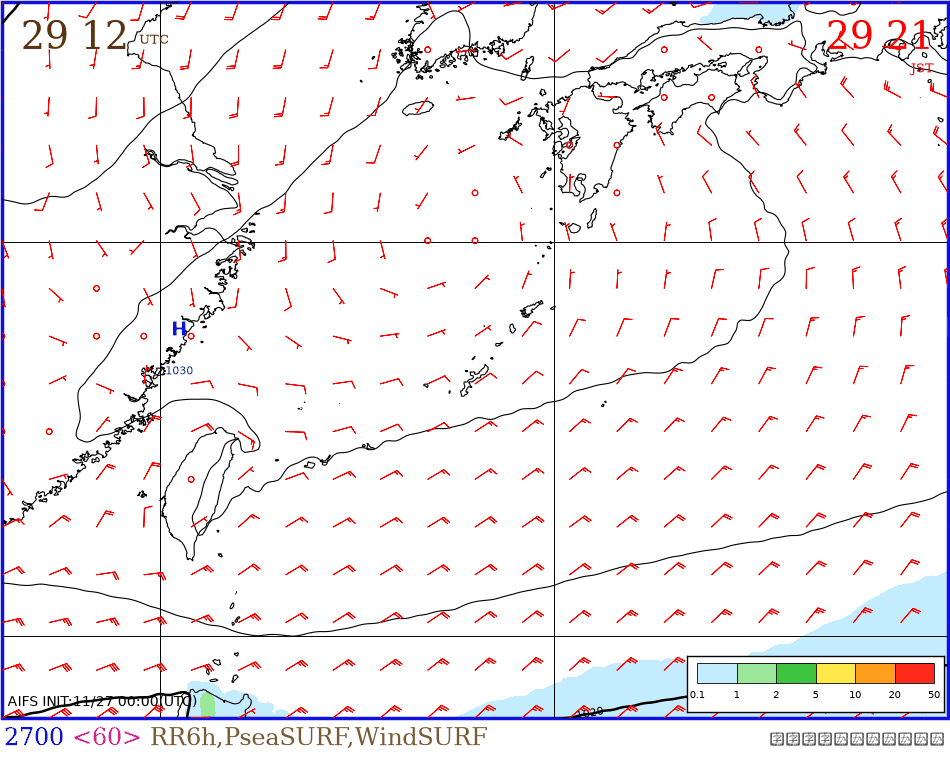 29 12 UTC
29 21
JST
H
1030
0.1 1 2 5 10 20 50
AIFS INIT:11/27 00:00(UTC)
1020
2700 <60> RR6h,PseaSURF,WindSURF